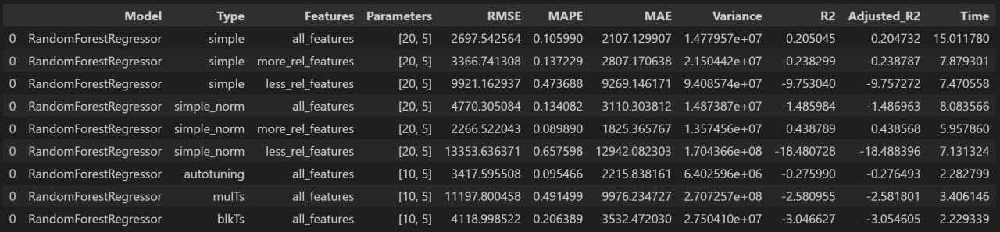 Model Type Features Parameters RMSE MAPE MAE Variance R2 Adjusted_R2 Time
0 RandomForestRegressor simple all_features [20, 5] 2697.542564 0.105990 2107.129907 1.477957e+07 0.205045 0.204732 15.011780
0 RandomForestRegressor simple more_rel_features [20, 5] 3366.741308 0.137229 2807.170638 2.150442e+07 -0.238299 -0.238787 7.879301
0 RandomForestRegressor simple less_rel_features [20, 5] 9921.162937 0.473688 9269.146171 9.408574e+07 -9.753040 -9.757272 7.470558
0 RandomForestRegressor simple_norm all_features [20, 5] 4770.305084 0.134082 3110.303812 1.487387e+07 -1.485984 -1.486963 8.083566
0 RandomForestRegressor simple_norm more_rel_features [20, 5] 2266.522043 0.089890 1825.365767 1.357456e+07 0.438789 0.438568 5.957860
0 RandomForestRegressor simple_norm less_rel_features [20, 5] 13353.636371 0.657598 12942.082303 1.704366e+08 -18.480728 -18.488396 7.131324
0 RandomForestRegressor autotuning all_features [10, 5] 3417.595508 0.095466 2215.838161 6.402596e+06 -0.275990 -0.276493 2.282799
0 RandomForestRegressor mulTs all_features [10, 5] 11197.800458 0.491499 9976.234727 2.707257e+08 -2.580955 -2.581801 3.406146
0 RandomForestRegressor blkTs all_features [10, 5] 4118.998522 0.206389 3532.472030 2.750410e+07 -3.046627 -3.054605 2.229339